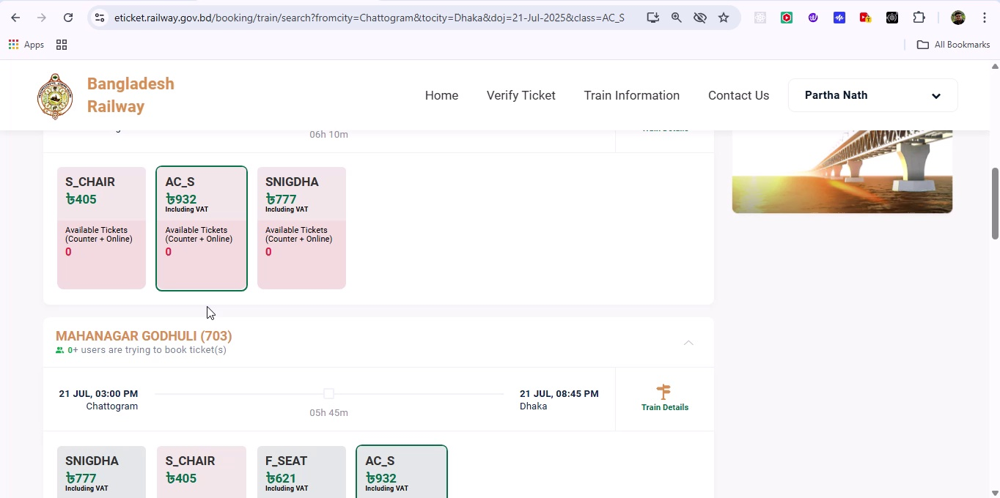 eticket.railway.gov.bd/booking/train/search?fromcity=Chattogram&tocity=Dhaka&doj=21-Jul-2025&class=AC_S
Apps
All Bookmarks
Bangladesh
Railway
Home
Verify Ticket
Train Information
Contact Us
Partha Nath
06h 10m
S_CHAIR
৳405
Available Tickets
(Counter + Online)
0
AC_S
৳932
Including VAT
Available Tickets
(Counter + Online)
0
SNIGDHA
৳777
Including VAT
Available Tickets
(Counter + Online)
0
MAHANAGAR GODHULI (703)
0+ users are trying to book ticket(s)
21 JUL, 03:00 PM
Chattogram
05h 45m
21 JUL, 08:45 PM
Dhaka
Train Details
SNIGDHA
৳777
Including VAT
S_CHAIR
৳405
F_SEAT
৳621
Including VAT
AC_S
৳932
Including VAT